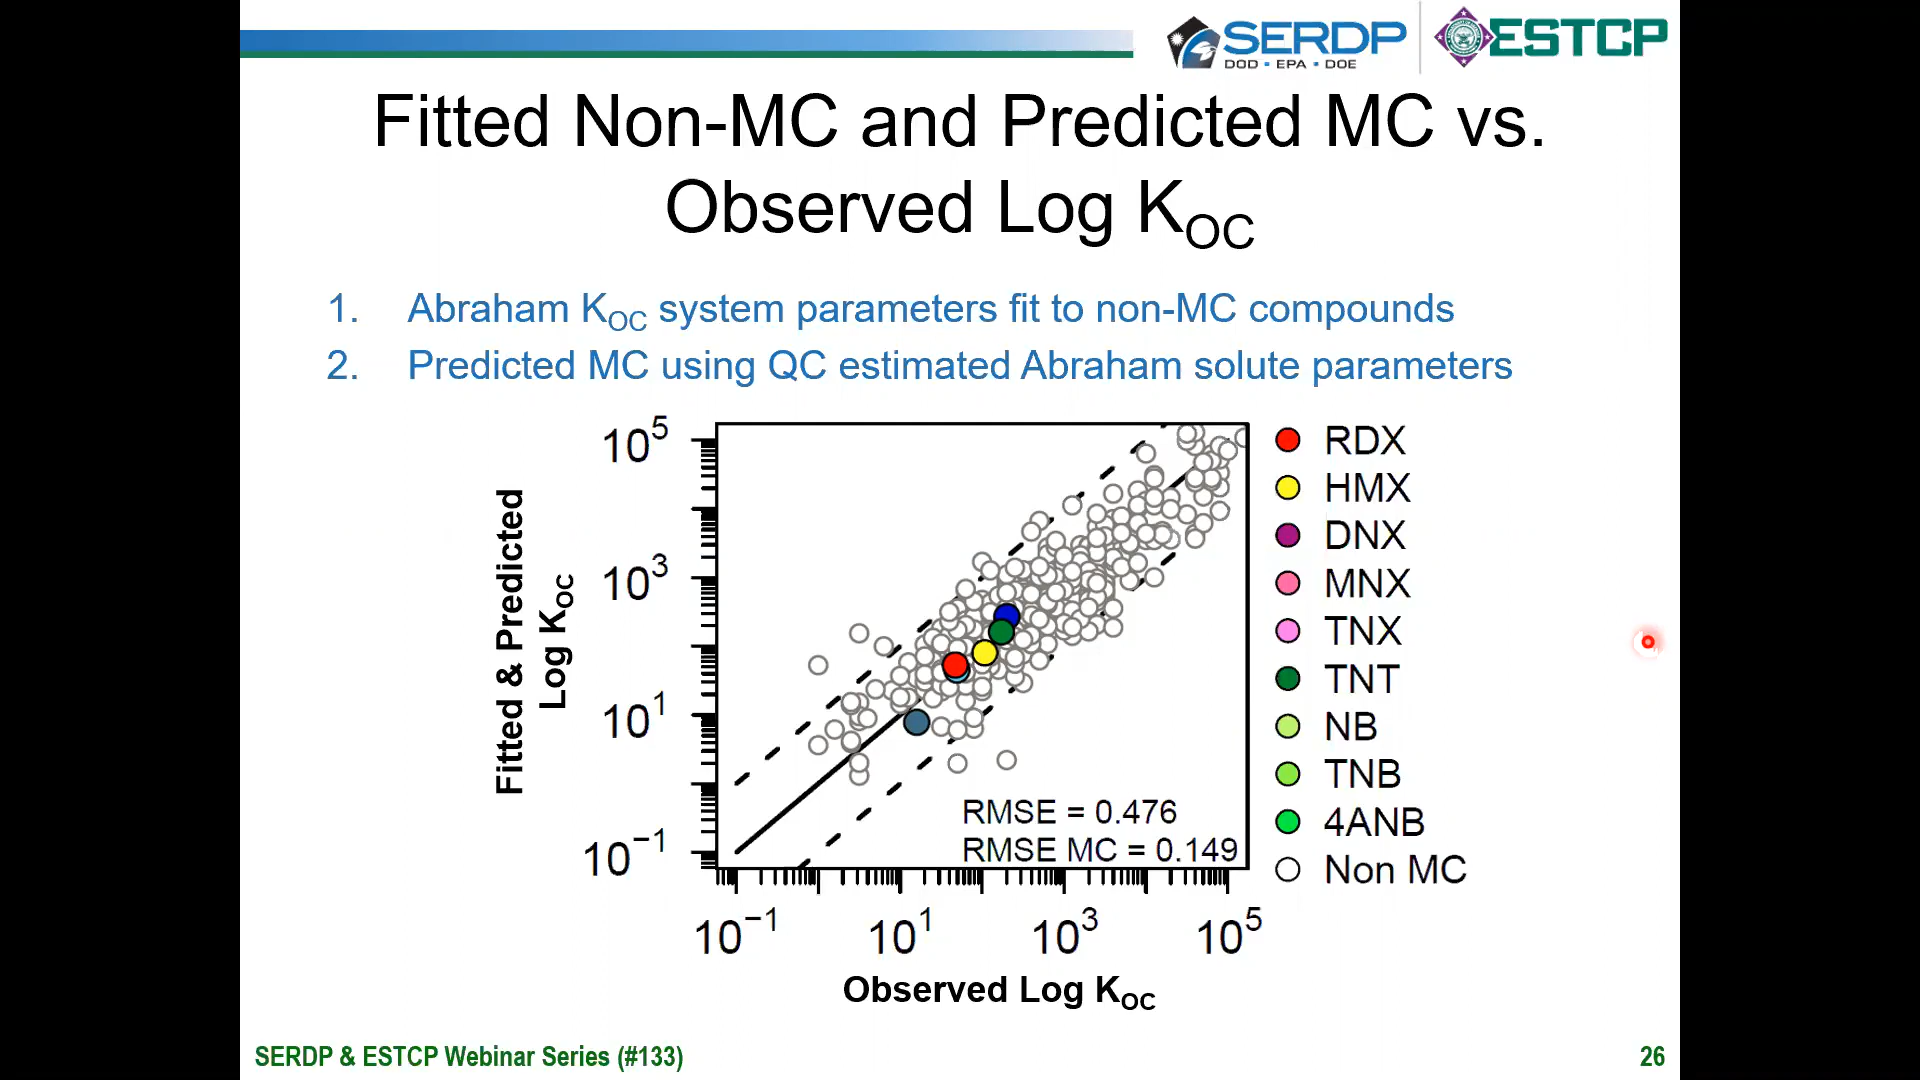 SERDP
DOD • EPA • DOE
ESTCP
Fitted Non-MC and Predicted MC vs.
Observed Log KOC
1. Abraham KOC system parameters fit to non-MC compounds
2. Predicted MC using QC estimated Abraham solute parameters
Fitted & Predicted
Log KOC
10^5
10^3
10^1
10^−1
RMSE = 0.476
RMSE MC = 0.149
10^−1 10^1 10^3 10^5
Observed Log KOC
RDX
HMX
DNX
MNX
TNX
TNT
NB
TNB
4ANB
Non MC
SERDP & ESTCP Webinar Series (#133)
26